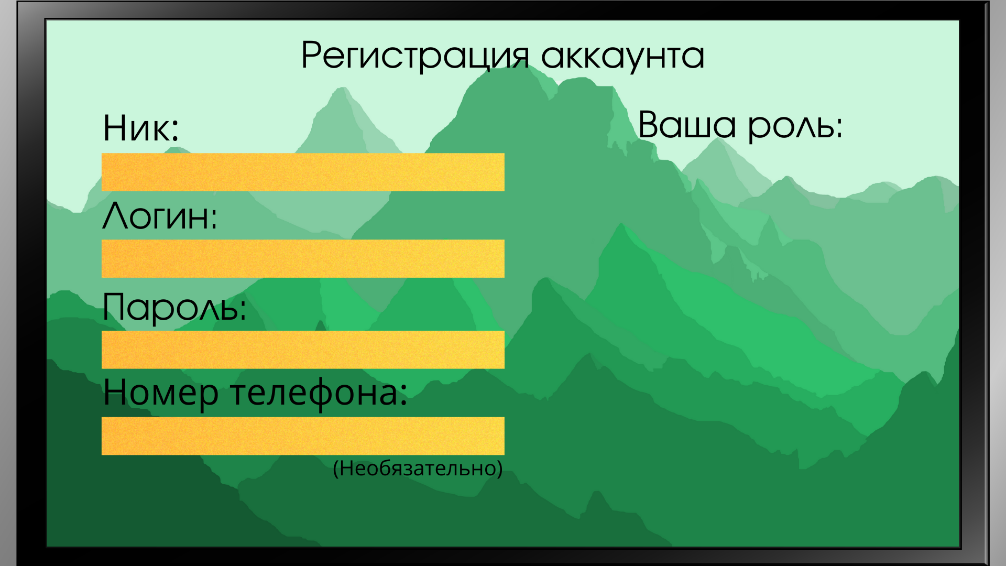 Регистрация аккаунта
Ник:
Ваша роль:
Логин:
Пароль:
Номер телефона:
(Необязательно)